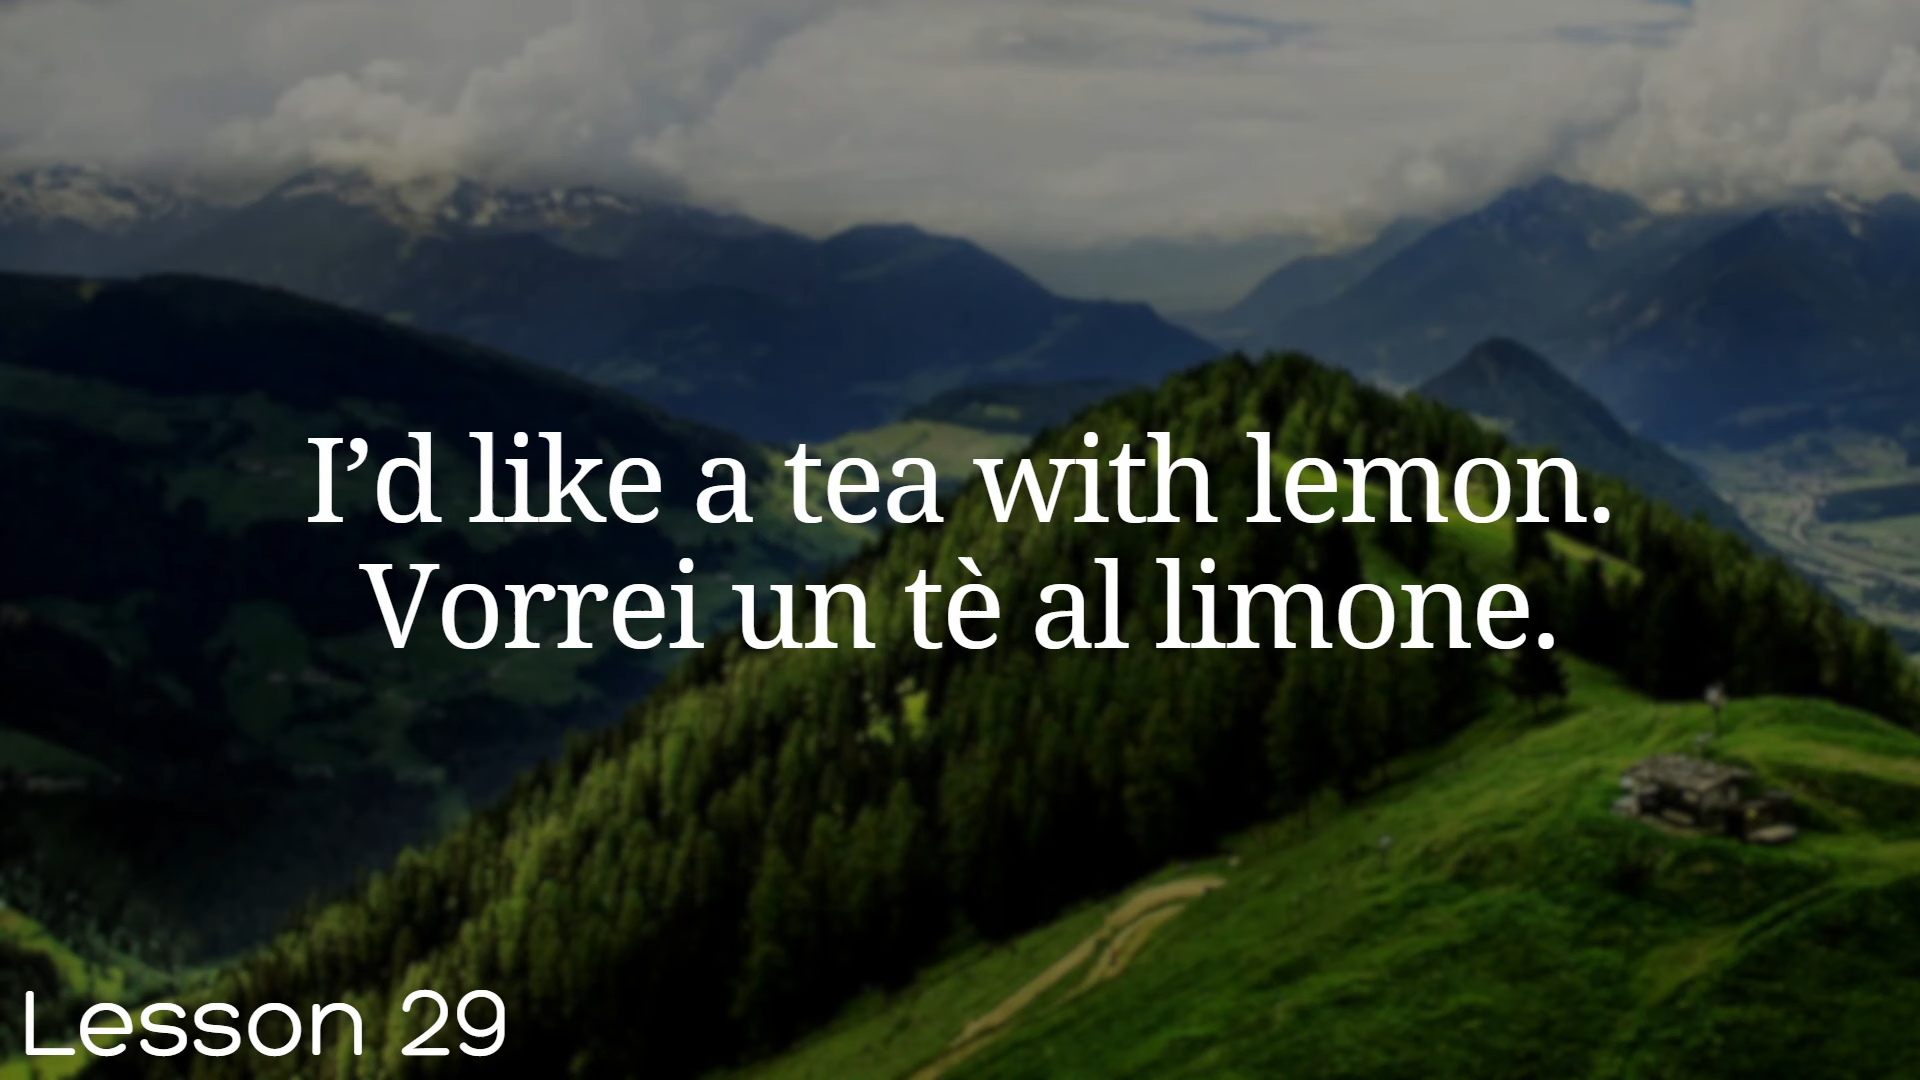 I’d like a tea with lemon.
Vorrei un tè al limone.
Lesson 29